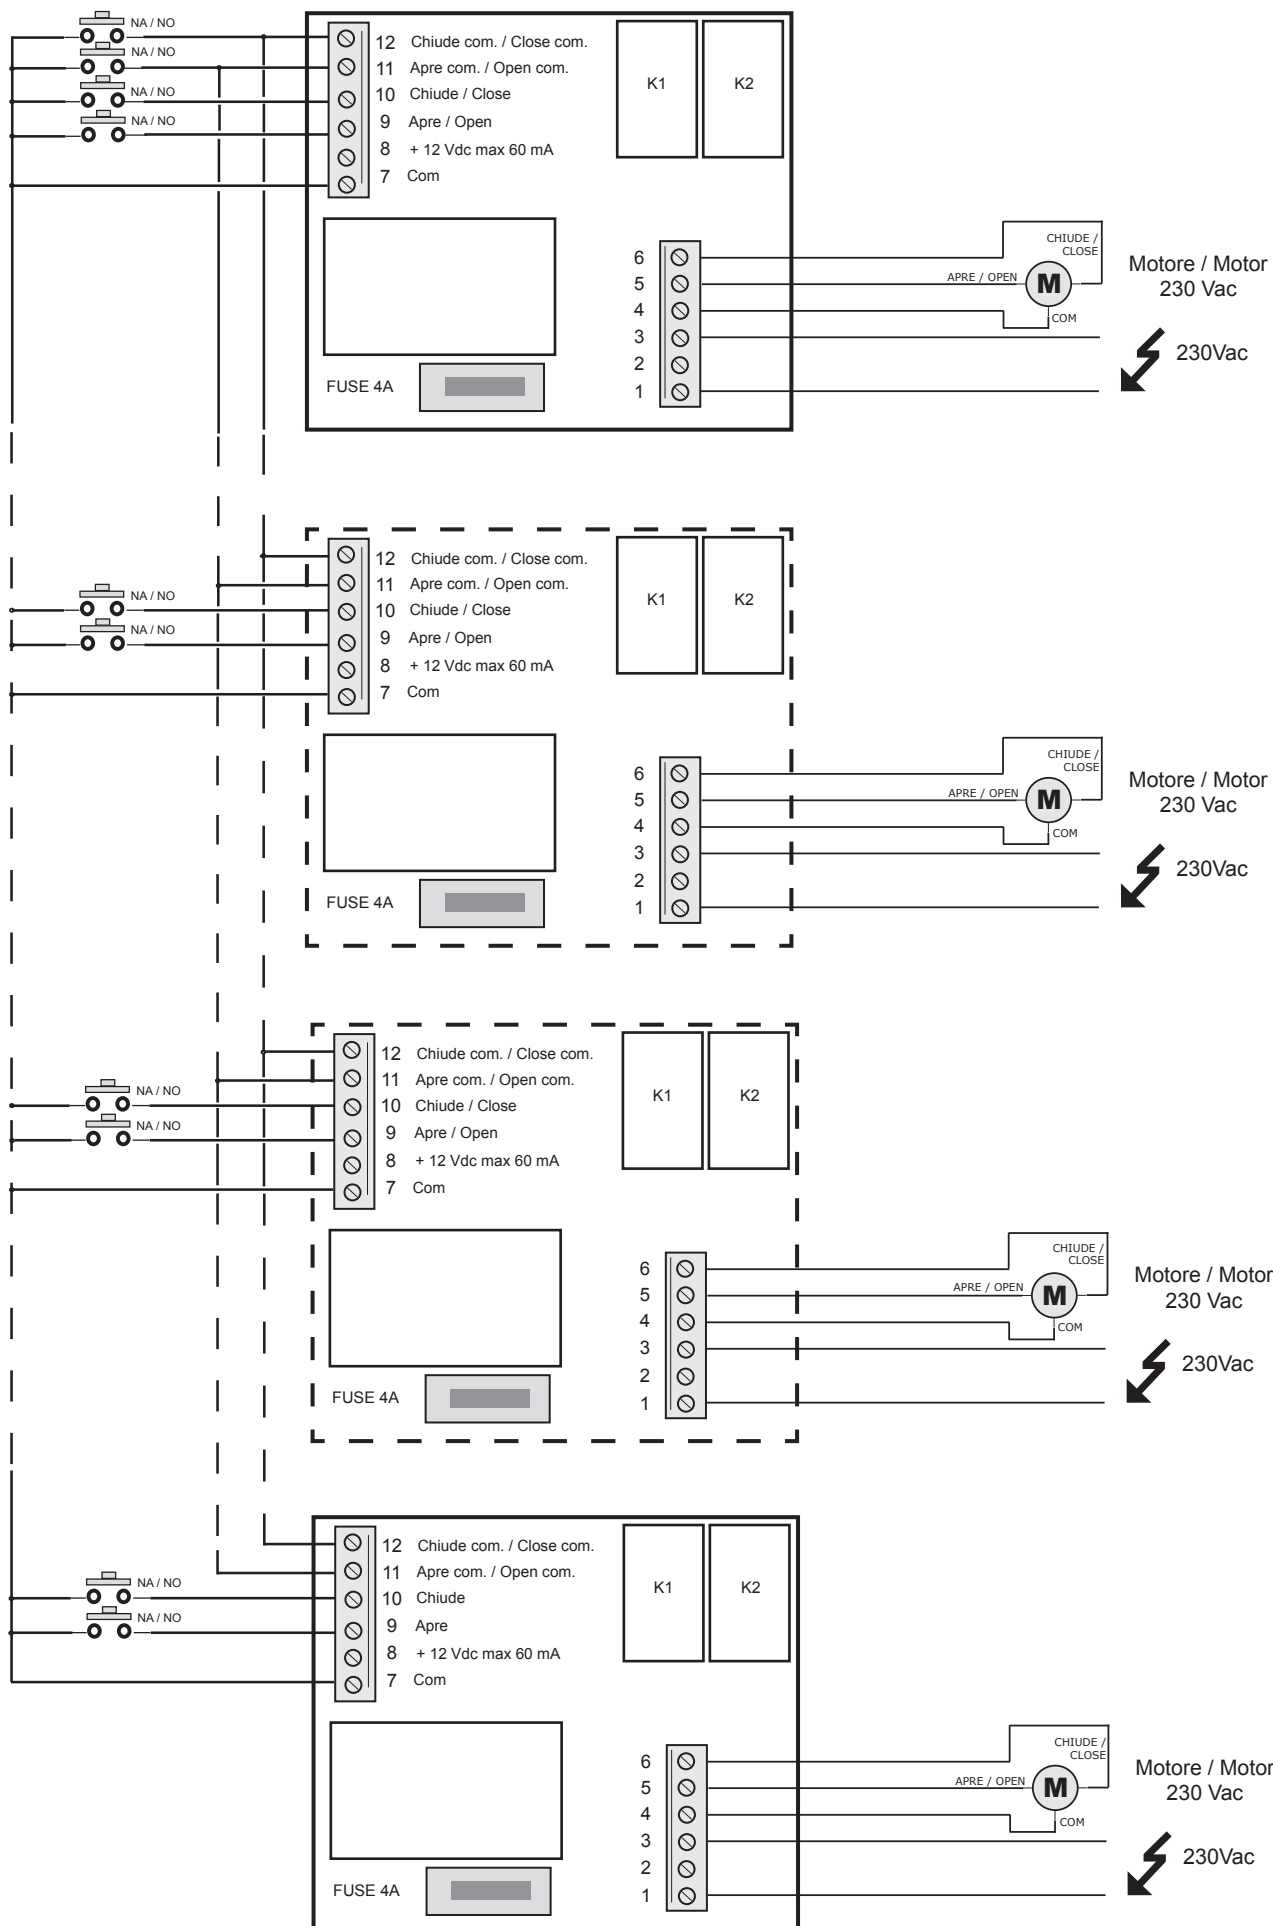 NA / NO
NA / NO
NA / NO
NA / NO
12 Chiude com. / Close com.
11 Apre com. / Open com.
10 Chiude / Close
9 Apre / Open
8 + 12 Vdc max 60 mA
7 Com
K1 K2
6
5
4
3
2
1
CHIUDE /
CLOSE
APRE / OPEN
M
COM
Motore / Motor
230 Vac
230Vac
FUSE 4A
NA / NO
NA / NO
12 Chiude com. / Close com.
11 Apre com. / Open com.
10 Chiude / Close
9 Apre / Open
8 + 12 Vdc max 60 mA
7 Com
K1 K2
6
5
4
3
2
1
CHIUDE /
CLOSE
APRE / OPEN
M
COM
Motore / Motor
230 Vac
230Vac
FUSE 4A
NA / NO
NA / NO
12 Chiude com. / Close com.
11 Apre com. / Open com.
10 Chiude / Close
9 Apre / Open
8 + 12 Vdc max 60 mA
7 Com
K1 K2
6
5
4
3
2
1
CHIUDE /
CLOSE
APRE / OPEN
M
COM
Motore / Motor
230 Vac
230Vac
FUSE 4A
NA / NO
NA / NO
12 Chiude com. / Close com.
11 Apre com. / Open com.
10 Chiude
9 Apre
8 + 12 Vdc max 60 mA
7 Com
K1 K2
6
5
4
3
2
1
CHIUDE /
CLOSE
APRE / OPEN
M
COM
Motore / Motor
230 Vac
230Vac
FUSE 4A